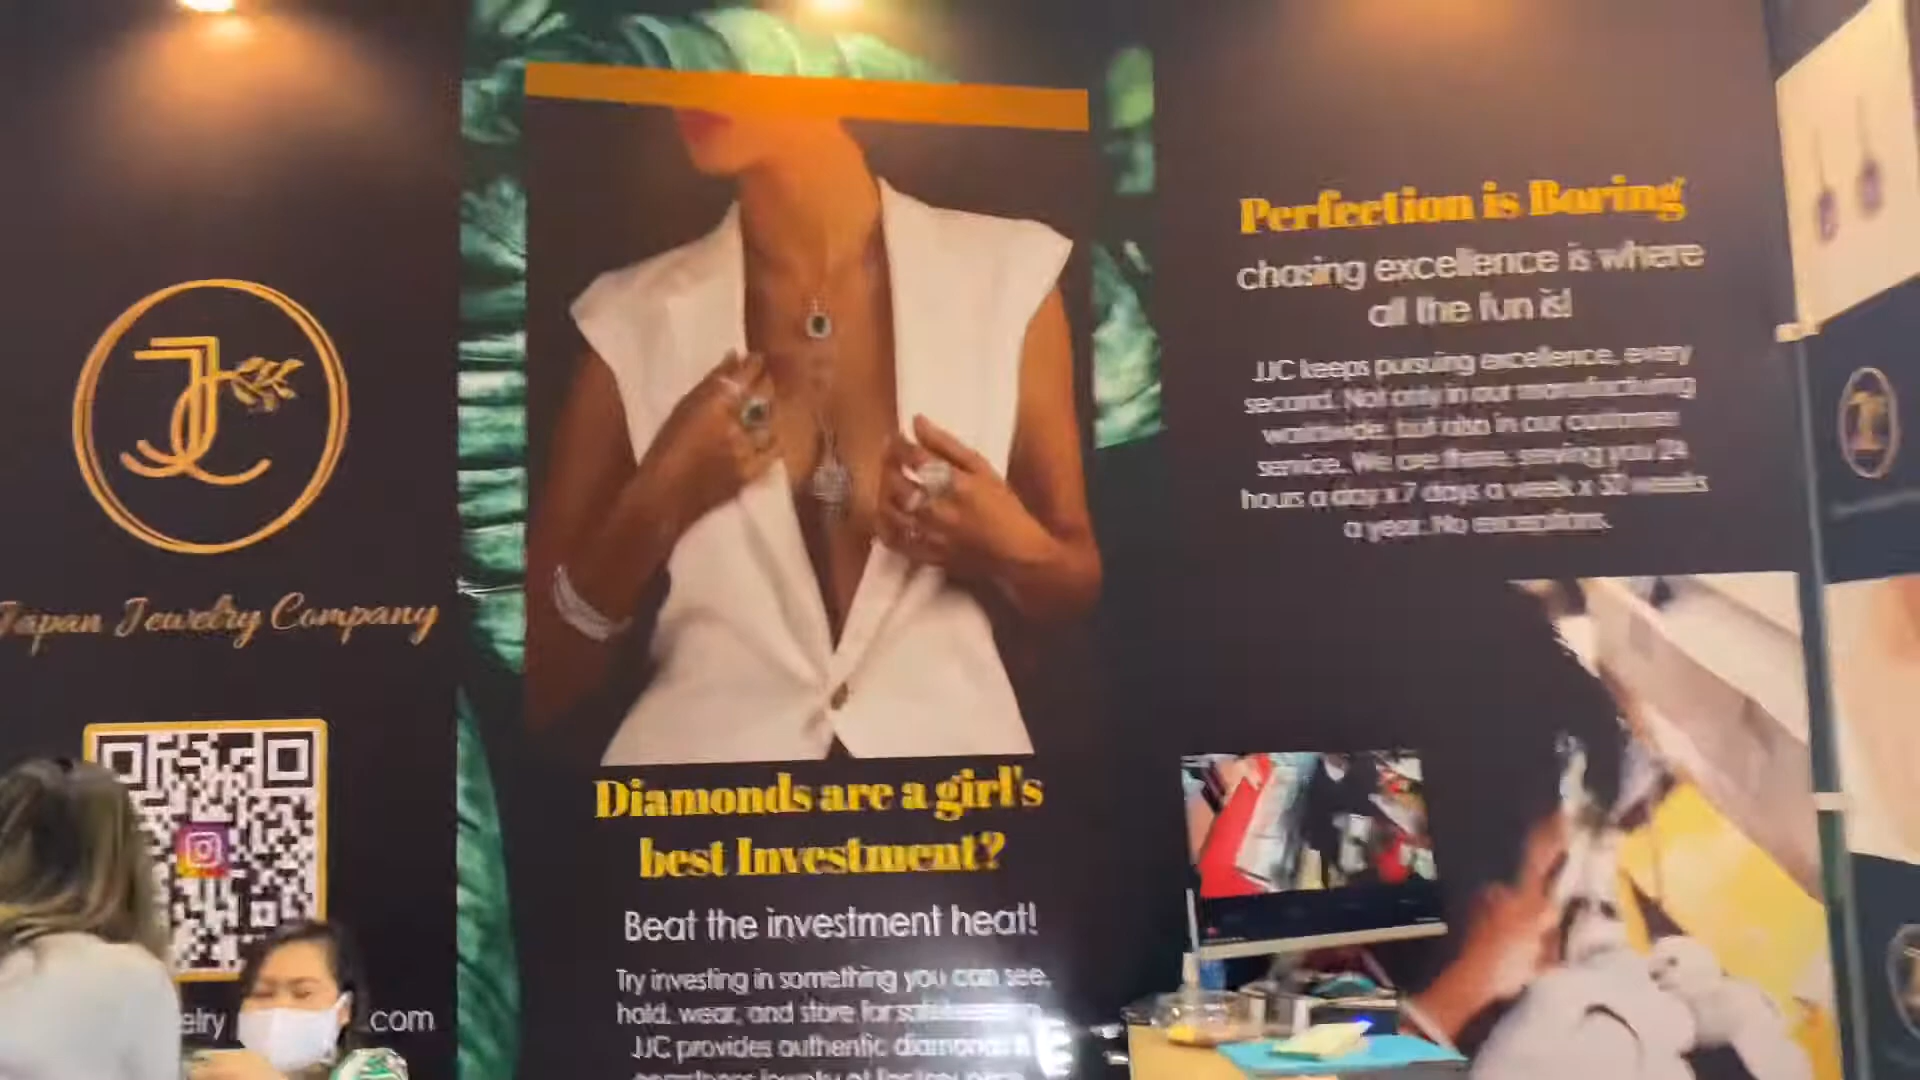 JC
Japan Jewelry Company
elry
.com
Diamonds are a girl's
best Investment?
Beat the investment heat!
Try investing in something you can see,
hold, wear, and store for
JJC provides authentic diamonds &
Perfection is Boring
chasing excellence is where
all the fun is!
JJC keeps pursuing excellence, every
second. Not only in our manufacturing
worldwide, but also in our customer
service. We are there, serving you 24
hours a day x 7 days a week x 52 weeks
a year. No exceptions.